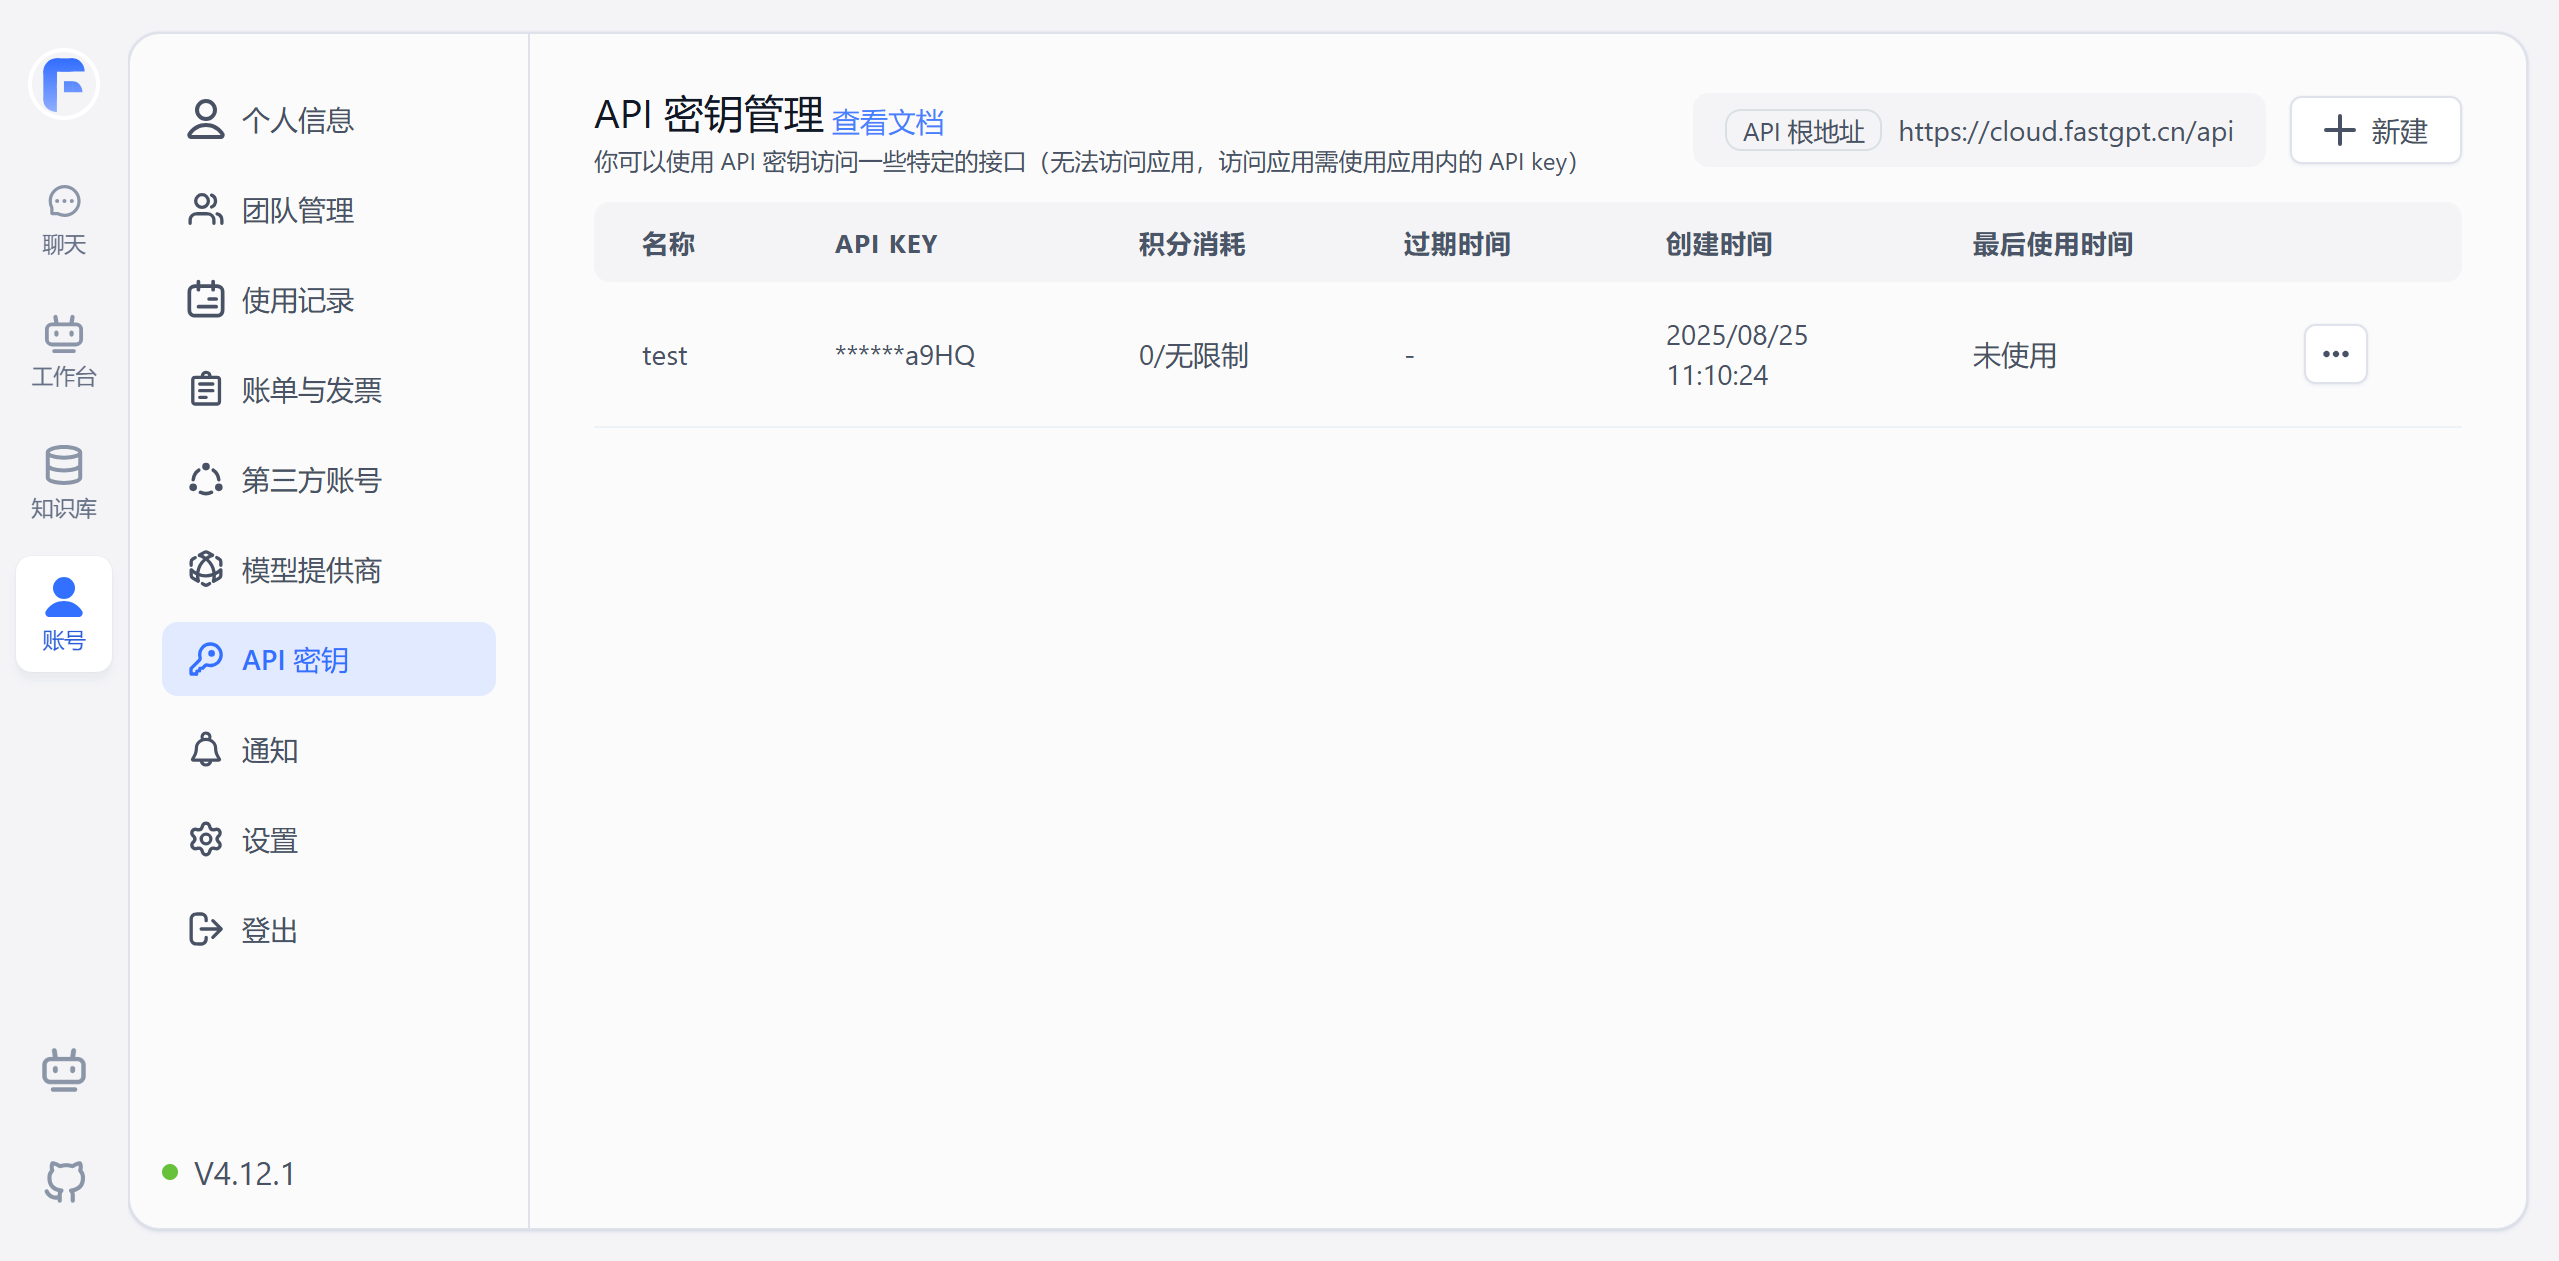 聊天
工作台
知识库
账号
个人信息
团队管理
使用记录
账单与发票
第三方账号
模型提供商
API 密钥
通知
设置
登出
V4.12.1
API 密钥管理 查看文档
你可以使用 API 密钥访问一些特定的接口（无法访问应用，访问应用需使用应用内的 API key）
API 根地址 https://cloud.fastgpt.cn/api
新建
名称 API KEY 积分消耗 过期时间 创建时间 最后使用时间
test ******a9HQ 0/无限制 - 2025/08/25 11:10:24 未使用